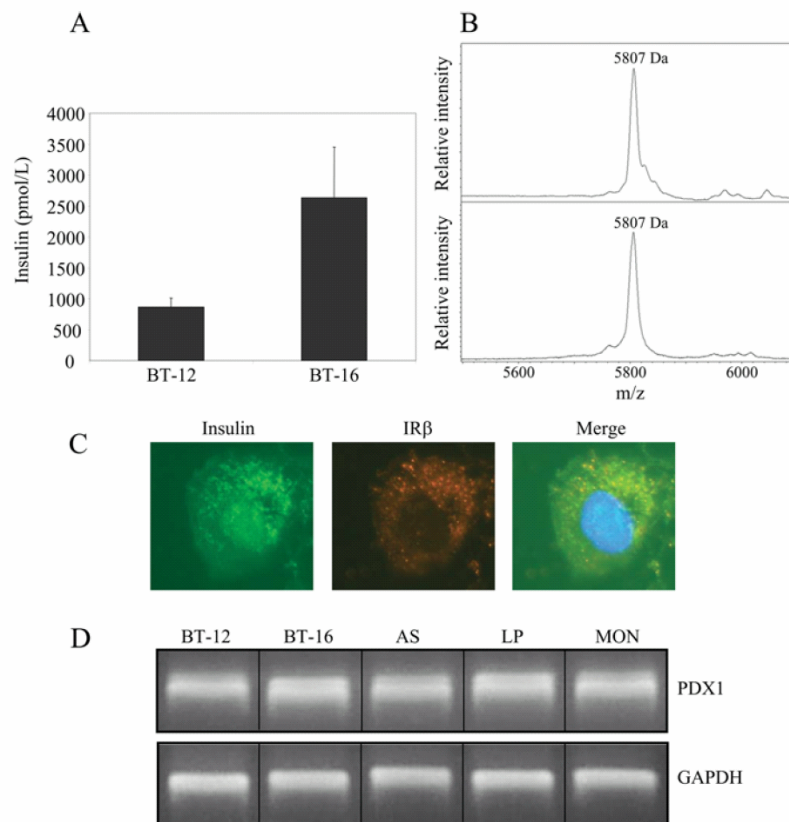 A
Insulin (pmol/L)
4000
3500
3000
2500
2000
1500
1000
500
0
BT-12 BT-16
B
5807 Da
Relative intensity
5807 Da
Relative intensity
5600 5800 6000
m/z
C
Insulin IRβ Merge
D
BT-12 BT-16 AS LP MON
PDX1
GAPDH